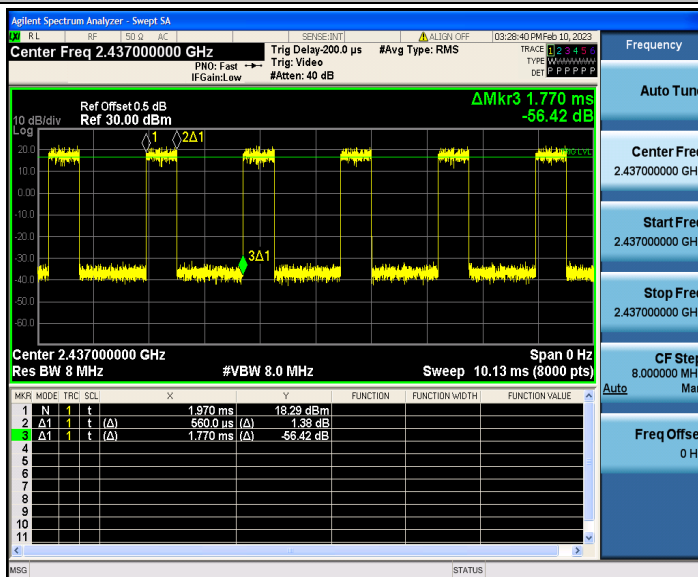 Agilent Spectrum Analyzer - Swept SA
RL RF 50 Ω AC SENSE:INT ALIGN OFF 03:28:40 PM Feb 10, 2023
Center Freq 2.437000000 GHz
PNO: Fast
IFGain:Low
Trig Delay-200.0 µs
Trig: Video
#Atten: 40 dB
#Avg Type: RMS
TRACE 1 2 3 4 5 6
TYPE W
DET P P P P P P
Ref Offset 0.5 dB
10 dB/div Ref 30.00 dBm
Log
ΔMkr3 1.770 ms
-56.42 dB
1 2Δ1
20.0
10.0
0.00
-10.0
-20.0
3Δ1
-30.0
-40.0
-50.0
-60.0
Center 2.437000000 GHz Span 0 Hz
Res BW 8 MHz #VBW 8.0 MHz Sweep 10.13 ms (8000 pts)
MKR MODE TRC SCL X Y FUNCTION FUNCTION WIDTH FUNCTION VALUE
1 N 1 t 1.970 ms 18.29 dBm
2 Δ1 1 t (Δ) 560.0 µs (Δ) 1.38 dB
3 Δ1 1 t (Δ) 1.770 ms (Δ) -56.42 dB
4
5
6
7
8
9
10
11
MSG STATUS
Frequency
Auto Tun
Center Fre
2.437000000 GH
Start Fre
2.437000000 GH
Stop Fre
2.437000000 GH
CF Step
8.000000 MH
Auto Ma
Freq Offse
0 H